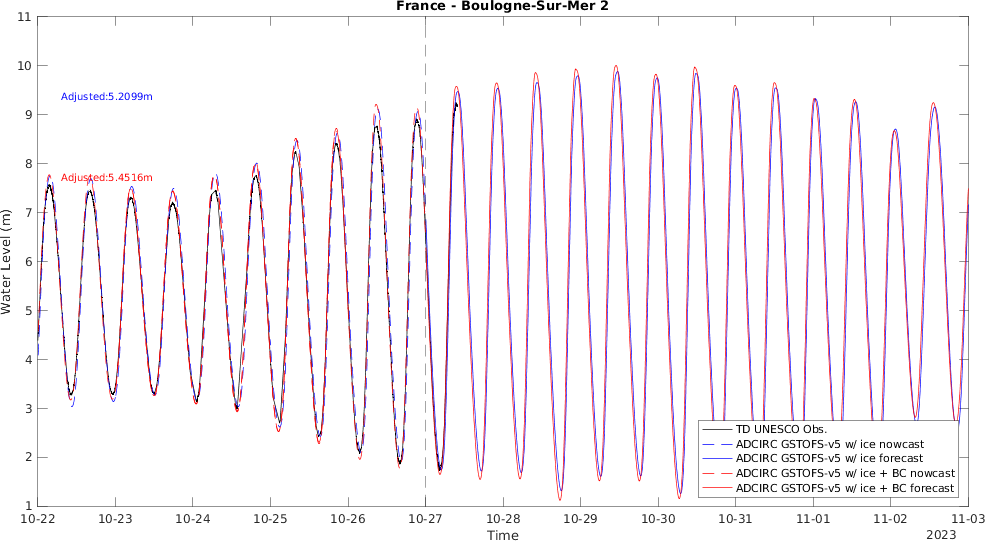 France - Boulogne-Sur-Mer 2
11
10
9
8
7
6
5
4
3
2
1
Water Level (m)
Adjusted:5.2099m
Adjusted:5.4516m
TD UNESCO Obs.
ADCIRC GSTOFS-v5 w/ ice nowcast
ADCIRC GSTOFS-v5 w/ ice forecast
ADCIRC GSTOFS-v5 w/ ice + BC nowcast
ADCIRC GSTOFS-v5 w/ ice + BC forecast
10-22 10-23 10-24 10-25 10-26 10-27 10-28 10-29 10-30 10-31 11-01 11-02 11-03
Time
2023